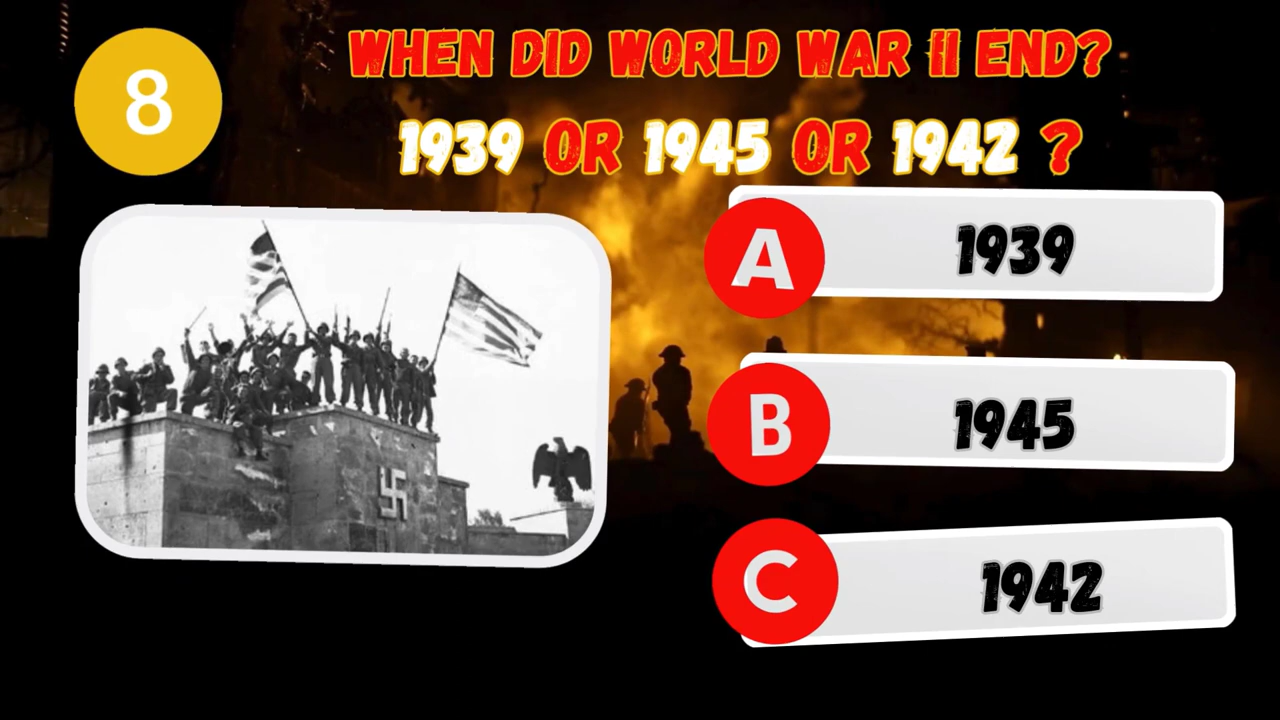 8
WHEN DID WORLD WAR II END?
1939 OR 1945 OR 1942 ?
A 1939
B 1945
C 1942